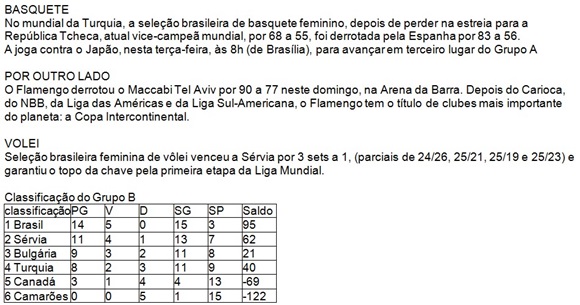 BASQUETE
No mundial da Turquia, a seleção brasileira de basquete feminino, depois de perder na estreia para a
República Tcheca, atual vice-campeã mundial, por 68 a 55, foi derrotada pela Espanha por 83 a 56.
A joga contra o Japão, nesta terça-feira, às 8h (de Brasília), para avançar em terceiro lugar do Grupo A
POR OUTRO LADO
O Flamengo derrotou o Maccabi Tel Aviv por 90 a 77 neste domingo, na Arena da Barra. Depois do Carioca,
do NBB, da Liga das Américas e da Liga Sul-Americana, o Flamengo tem o título de clubes mais importante
do planeta: a Copa Intercontinental.
VOLEI
Seleção brasileira feminina de vôlei venceu a Sérvia por 3 sets a 1, (parciais de 24/26, 25/21, 25/19 e 25/23) e
garantiu o topo da chave pela primeira etapa da Liga Mundial.
Classificação do Grupo B
classificação PG V D SG SP Saldo
1 Brasil 14 5 0 15 3 95
2 Sérvia 11 4 1 13 7 62
3 Bulgária 9 3 2 11 8 21
4 Turquia 8 2 3 11 9 40
5 Canadá 3 1 4 4 13 -69
6 Camarões 0 0 5 1 15 -122